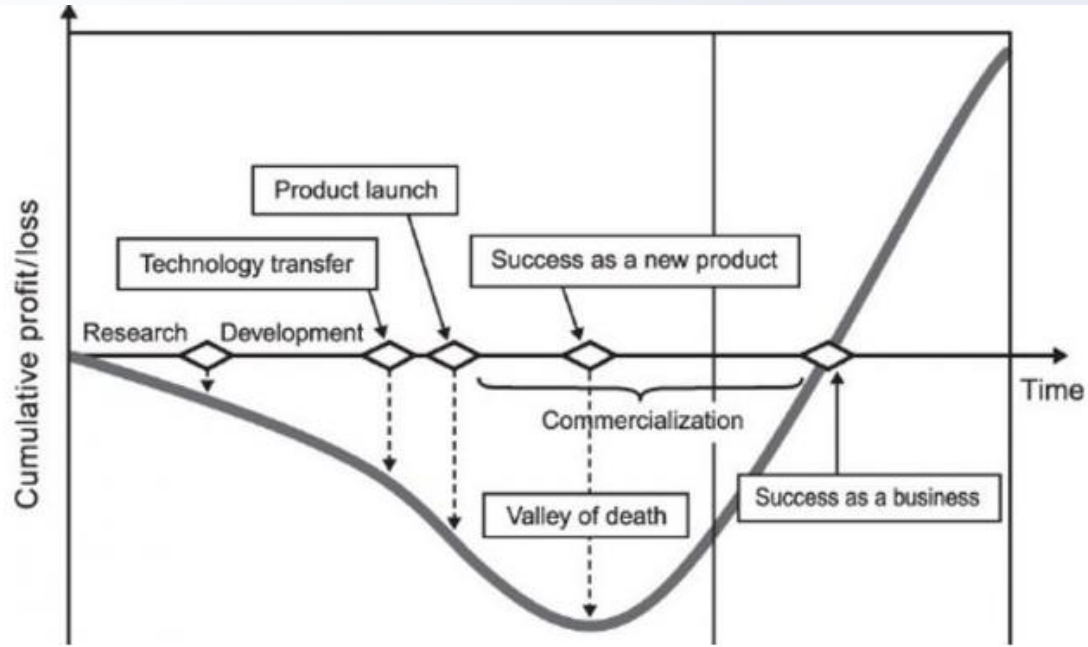 Cumulative profit/loss
Product launch
Technology transfer
Success as a new product
Research
Development
Time
Commercialization
Valley of death
Success as a business